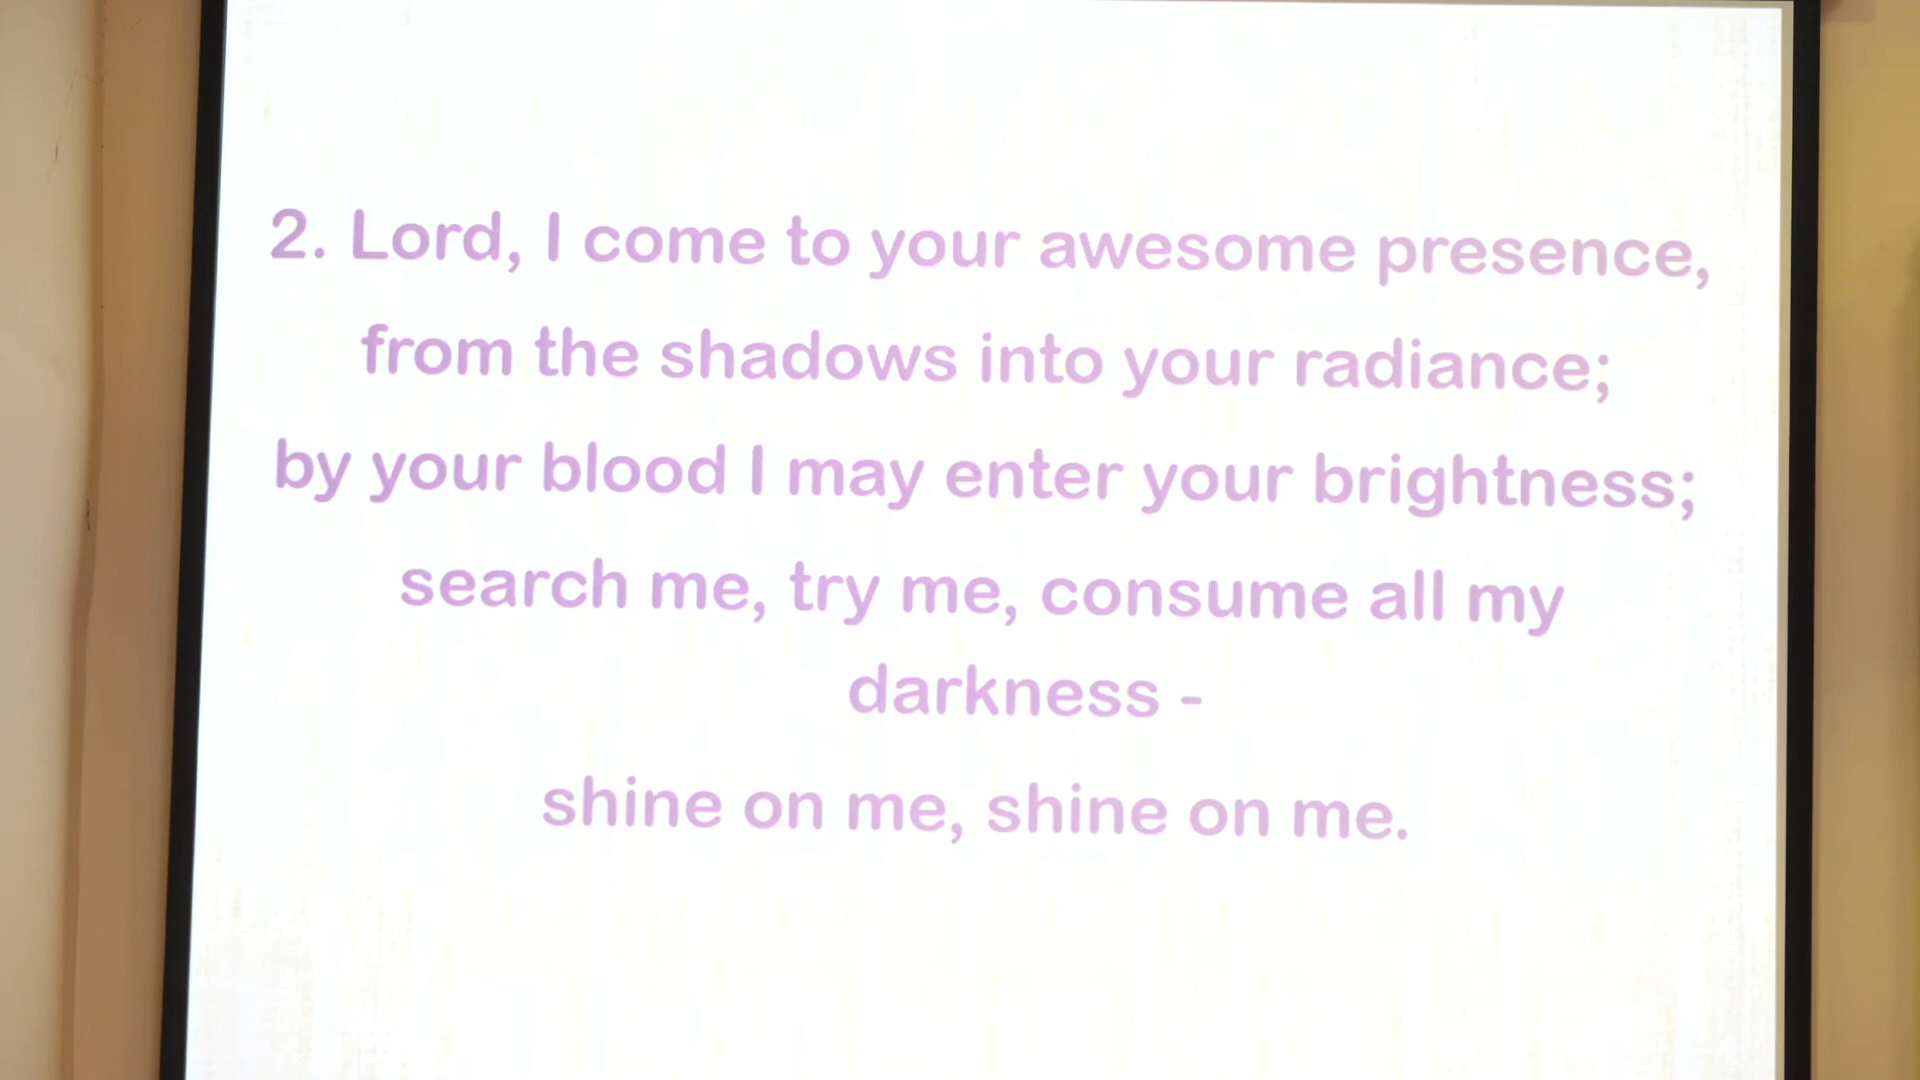 2. Lord, I come to your awesome presence,
from the shadows into your radiance;
by your blood I may enter your brightness;
search me, try me, consume all my
darkness -
shine on me, shine on me.